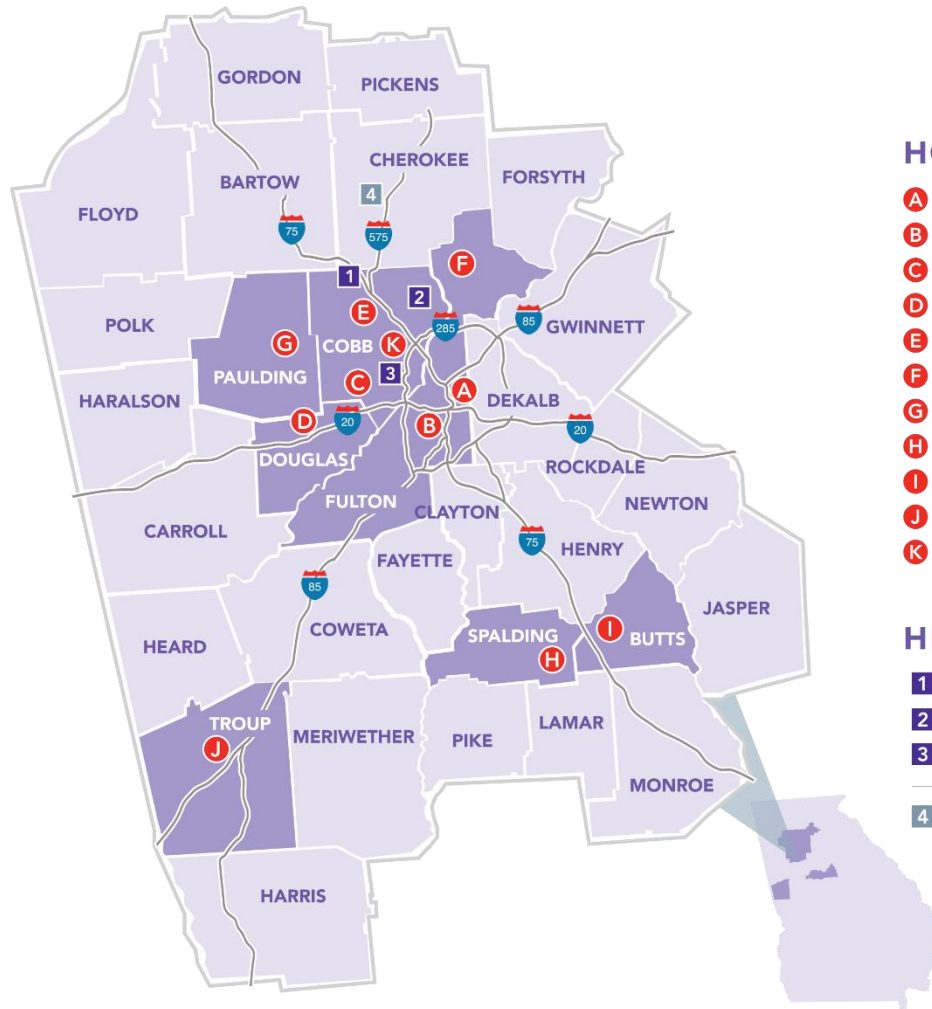 GORDON
PICKENS
CHEROKEE
FORSYTH
BARTOW
FLOYD
4
75
575
F
1
2
POLK
E
285
85
GWINNETT
G
COBB
K
PAULDING
C
3
A
HARALSON
DEKALB
D
20
B
20
DOUGLAS
ROCKDALE
FULTON
NEWTON
CLAYTON
CARROLL
75
HENRY
FAYETTE
85
JASPER
COWETA
SPALDING
I
BUTTS
HEARD
H
TROUP
J
MERIWETHER
PIKE
LAMAR
MONROE
HARRIS
A
B
C
D
E
F
G
H
I
J
K
H
1
2
3
4